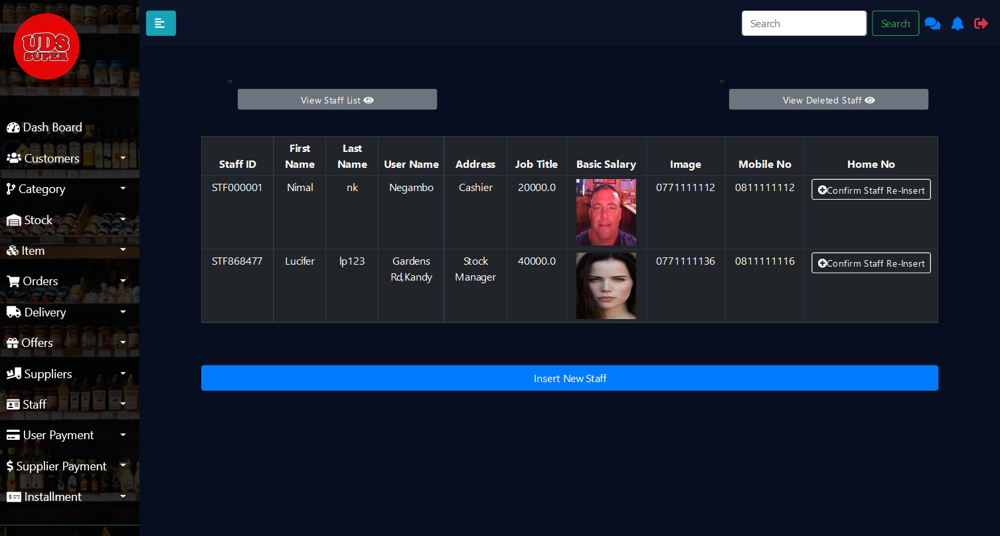 UDS
SUPER
Search
Search
Dash Board
Customers
Category
Stock
Item
Orders
Delivery
Offers
Suppliers
Staff
User Payment
Supplier Payment
Installment
View Staff List
View Deleted Staff
Staff ID First Name Last Name User Name Address Job Title Basic Salary Image Mobile No Home No
STF000001 Nimal nk Negambo Cashier 20000.0 0771111112 0811111112 Confirm Staff Re-Insert
STF868477 Lucifer lp123 Gardens Rd,Kandy Stock Manager 40000.0 0771111136 0811111116 Confirm Staff Re-Insert
Insert New Staff